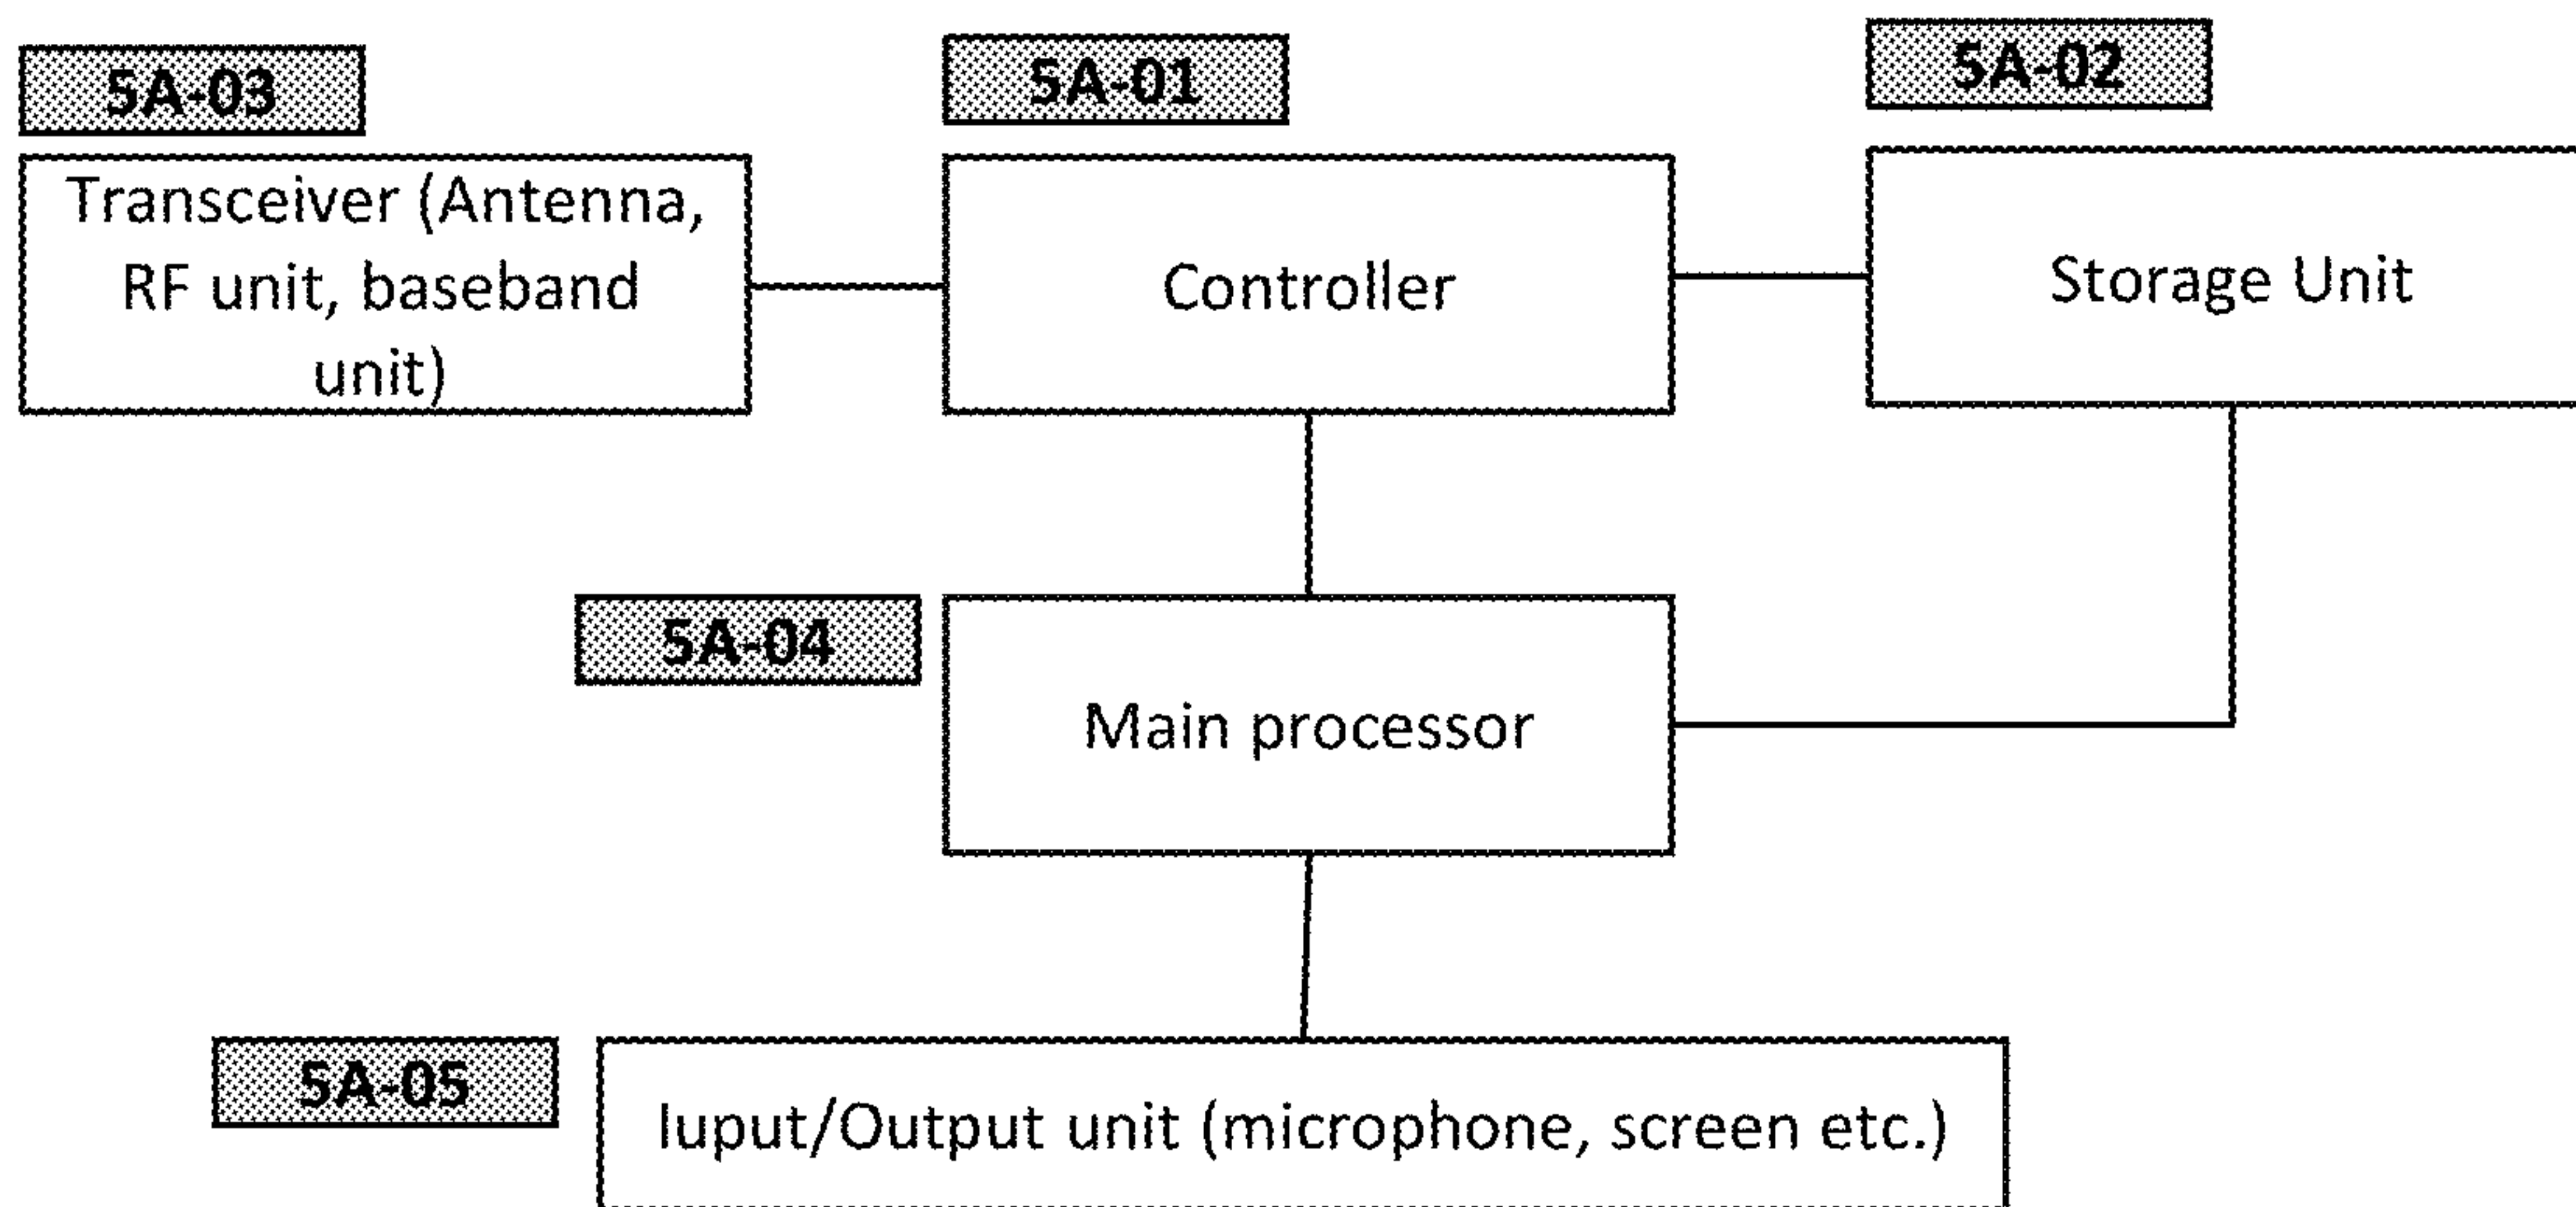 5A-03
5A-01
5A-02
Transceiver (Antenna,
RF unit, baseband
unit)
Controller
Storage Unit
5A-04
Main processor
5A-05
Iuput/Output unit (microphone, screen etc.)